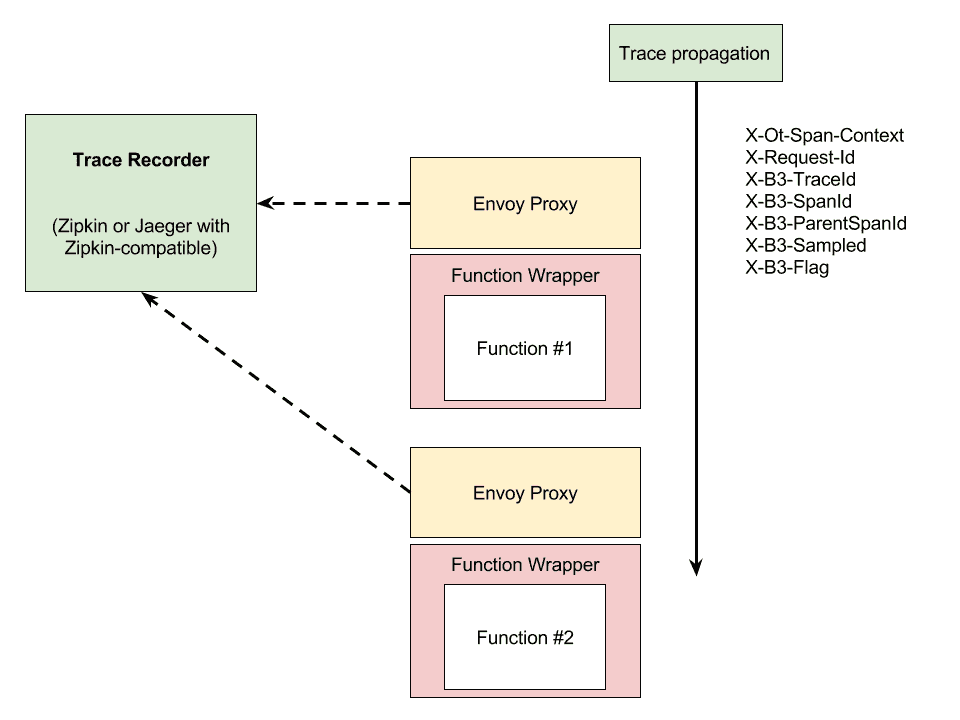 Trace propagation
X-Ot-Span-Context
X-Request-Id
X-B3-TraceId
X-B3-SpanId
X-B3-ParentSpanId
X-B3-Sampled
X-B3-Flag
Trace Recorder
(Zipkin or Jaeger with
Zipkin-compatible)
Envoy Proxy
Function Wrapper
Function #1
Envoy Proxy
Function Wrapper
Function #2